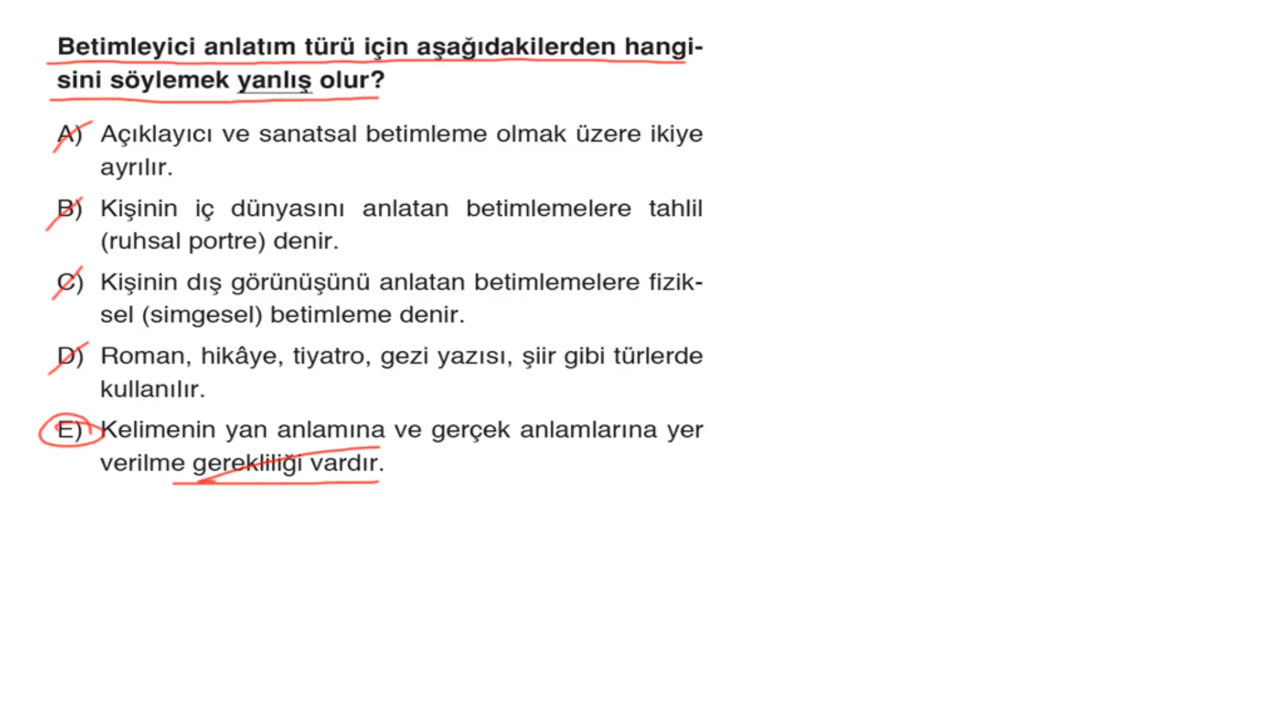 Betimleyici anlatım türü için aşağıdakilerden hangi-
sini söylemek yanlış olur?
A) Açıklayıcı ve sanatsal betimleme olmak üzere ikiye
ayrılır.
B) Kişinin iç dünyasını anlatan betimlemelere tahlil
(ruhsal portre) denir.
C) Kişinin dış görünüşünü anlatan betimlemelere fizik-
sel (simgesel) betimleme denir.
D) Roman, hikâye, tiyatro, gezi yazısı, şiir gibi türlerde
kullanılır.
E) Kelimenin yan anlamına ve gerçek anlamlarına yer
verilme gerekliliği vardır.